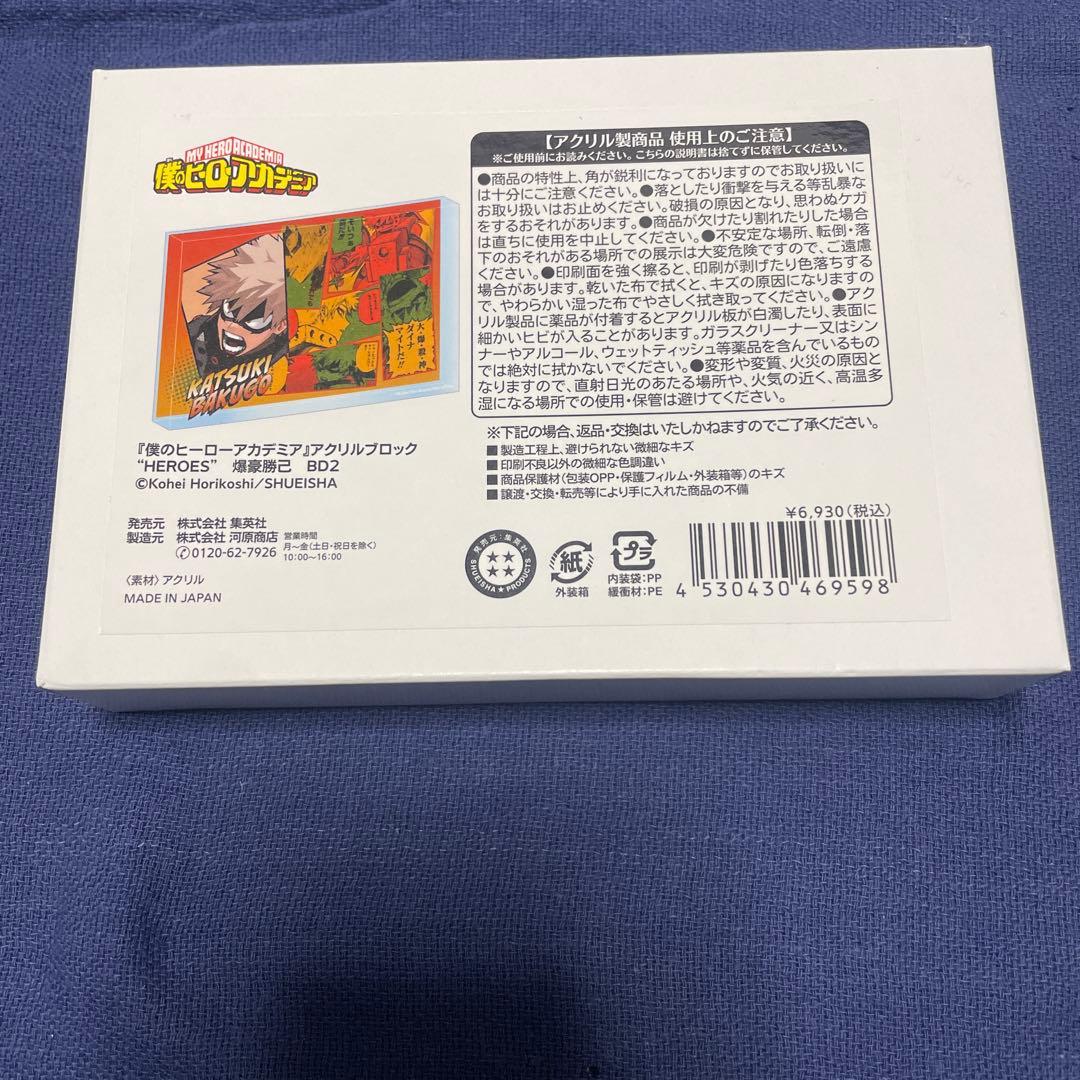 MY HERO ACADEMIA
僕のヒーローアカデミア
KATSUKI
BAKUGO
大・爆・殺・神
ダイナ
マイトだ!!
『僕のヒーローアカデミア』アクリルブロック
“HEROES” 爆豪勝己 BD2
©Kohei Horikoshi/SHUEISHA
発売元 株式会社 集英社
製造元 株式会社 河原商店
0120-62-7926
営業時間
月～金(土日・祝日を除く)
10:00～16:00
〈素材〉アクリル
MADE IN JAPAN
【アクリル製商品 使用上のご注意】
※ご使用前にお読みください。こちらの説明書は捨てずに保管してください。
●商品の特性上、角が鋭利になっておりますのでお取り扱いに
は十分にご注意ください。●落としたり衝撃を与える等乱暴な
お取り扱いはお止めください。破損の原因となり、思わぬケガ
をするおそれがあります。●商品が欠けたり割れたりした場合
は直ちに使用を中止してください。●不安定な場所、転倒・落
下のおそれがある場所での展示は大変危険ですので、ご遠慮
ください。●印刷面を強く擦ると、印刷が剥げたり色落ちする
場合があります。乾いた布で拭くと、キズの原因になりますの
で、やわらかい湿った布でやさしく拭き取ってください。●アク
リル製品に薬品が付着するとアクリル板が白濁したり、表面に
細かいヒビが入ることがあります。ガラスクリーナー又はシン
ナーやアルコール、ウェットティッシュ等薬品を含んでいるもの
では絶対に拭かないでください。●変形や変質、火災の原因と
なりますので、直射日光のあたる場所や、火気の近く、高温多
湿になる場所での使用・保管は避けてください。
※下記の場合、返品・交換はいたしかねますのでご了承ください。
■製造工程上、避けられない微細なキズ
■印刷不良以外の微細な色調違い
■商品保護材(包装OPP・保護フィルム・外装箱等)のキズ
■譲渡・交換・転売等により手に入れた商品の不備
¥6,930(税込)
発売元:集英社
SHUEISHA PRODUCTS
紙
外装箱
プラ
内装袋:PP
緩衝材:PE
4 530430 469598